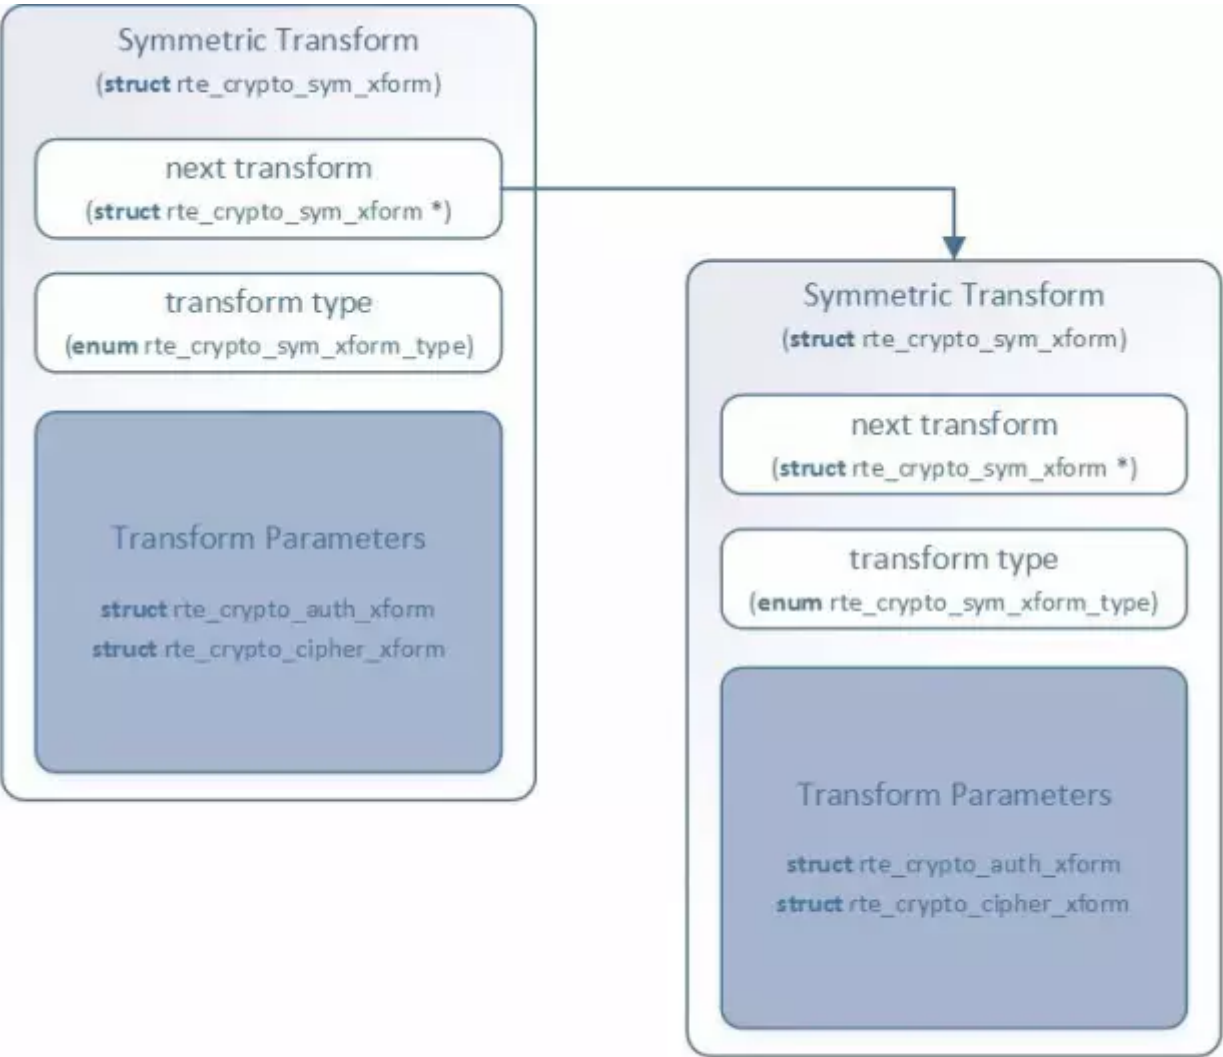 Symmetric Transform
(struct rte_crypto_sym_xform)
next transform
(struct rte_crypto_sym_xform *)
transform type
(enum rte_crypto_sym_xform_type)
Transform Parameters
struct rte_crypto_auth_xform
struct rte_crypto_cipher_xform
Symmetric Transform
(struct rte_crypto_sym_xform)
next transform
(struct rte_crypto_sym_xform *)
transform type
(enum rte_crypto_sym_xform_type)
Transform Parameters
struct rte_crypto_auth_xform
struct rte_crypto_cipher_xform